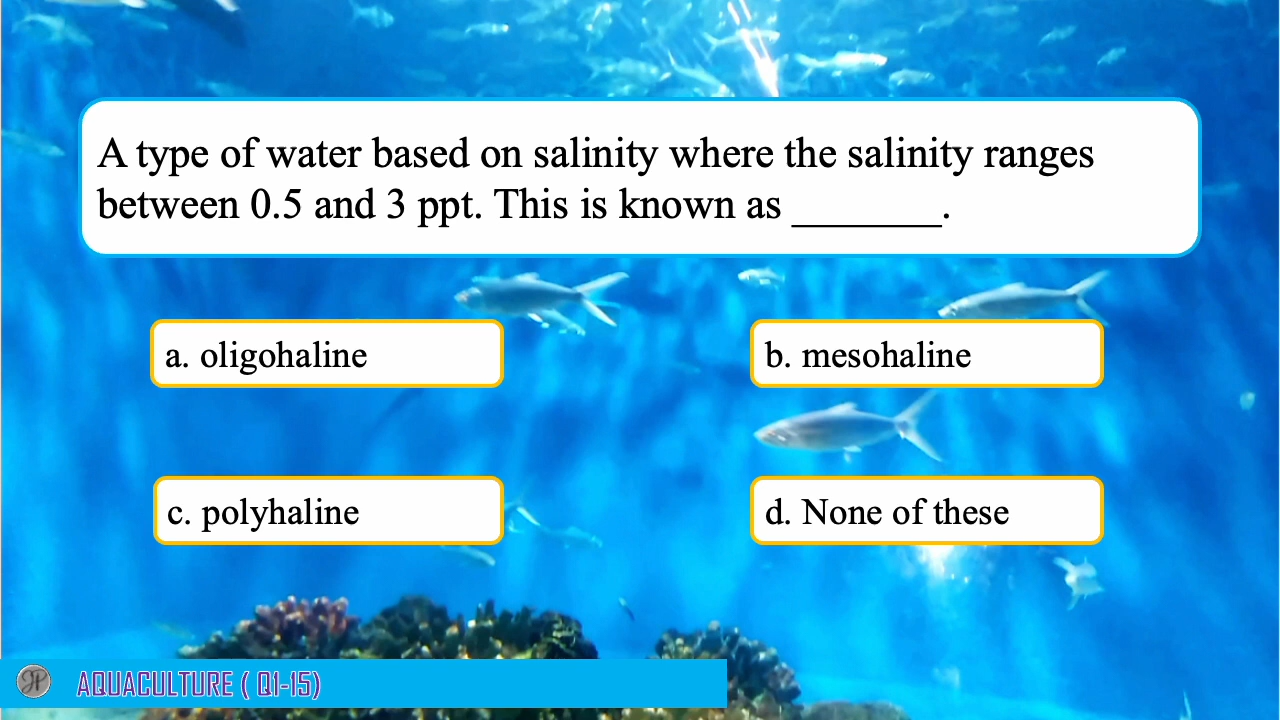 A type of water based on salinity where the salinity ranges
between 0.5 and 3 ppt. This is known as _______.
a. oligohaline
b. mesohaline
c. polyhaline
d. None of these
AQUACULTURE ( Q1-15)